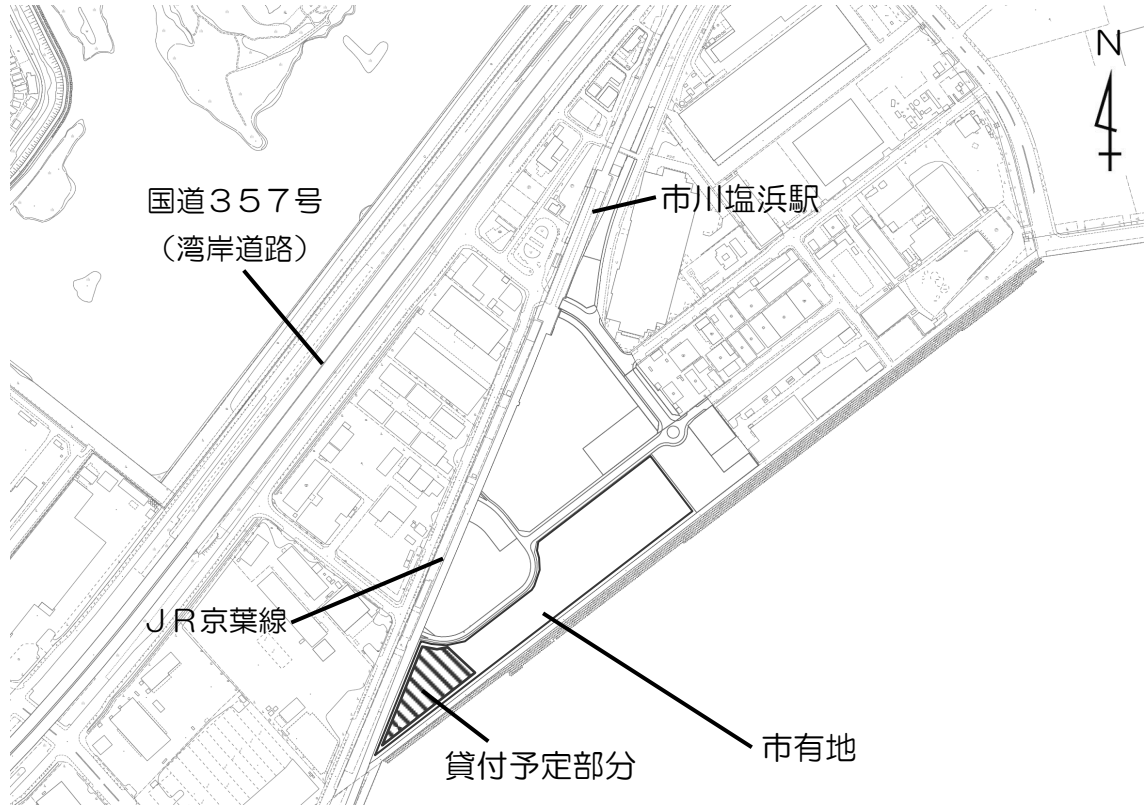 N
国道３５７号
（湾岸道路）
市川塩浜駅
ＪＲ京葉線
貸付予定部分
市有地